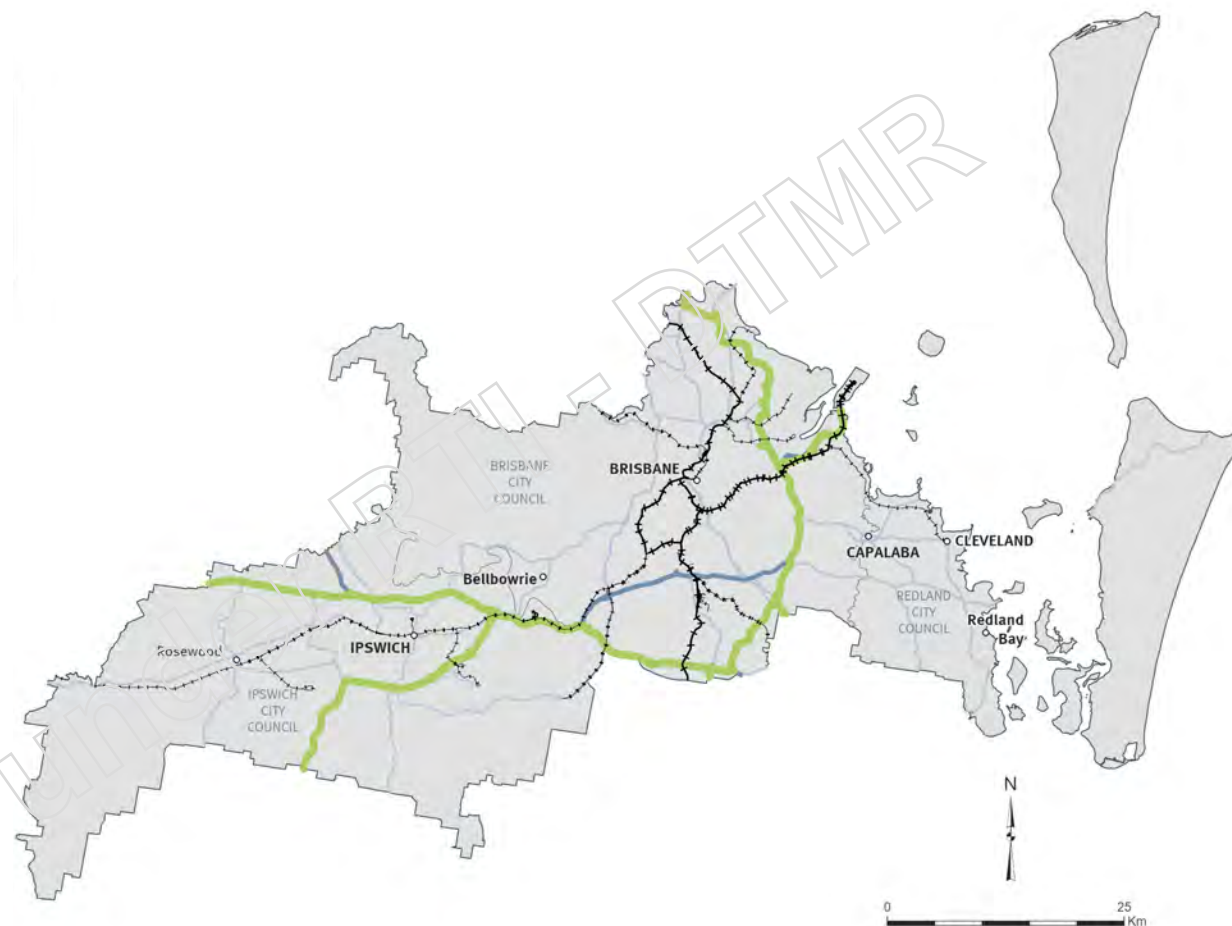 under RTI - DTMR
BRISBANE
CITY
COUNCIL
BRISBANE
CAPALABA
CLEVELAND
Bellbowrie
REDLAND
CITY
COUNCIL
Redland
Bay
Rosewood
IPSWICH
IPSWICH
CITY
COUNCIL
N
0
25
Km